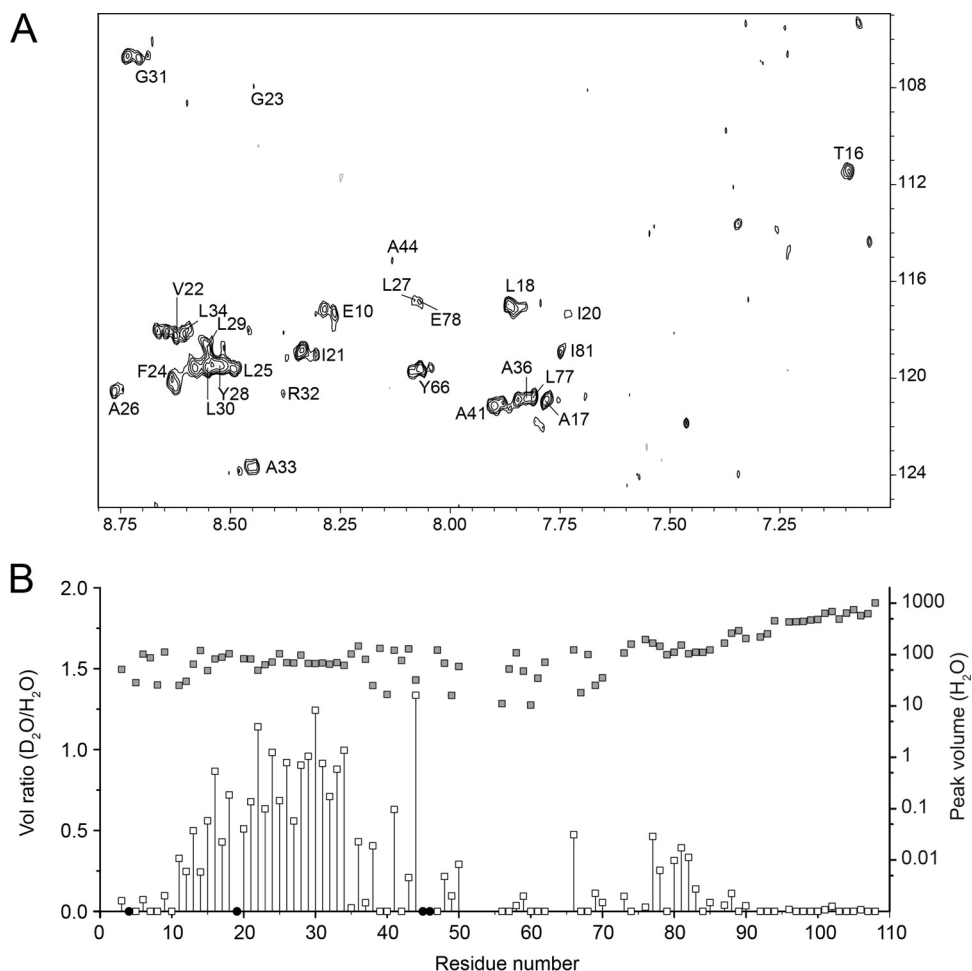 A
G31
G23
108
T16
112
A44
V22
L27
L18
116
L34
E10
E78
I20
L29
I21
I81
F24
L25
Y66
A36
L77
120
A26
L30
Y28
R32
A41
A17
A33
124
8.75 8.50 8.25 8.00 7.75 7.50 7.25
B
2.0
1.5
1.0
0.5
0.0
Vol ratio (D₂O/H₂O)
1000
100
10
1
0.1
0.01
Peak volume (H₂O)
0 10 20 30 40 50 60 70 80 90 100 110
Residue number